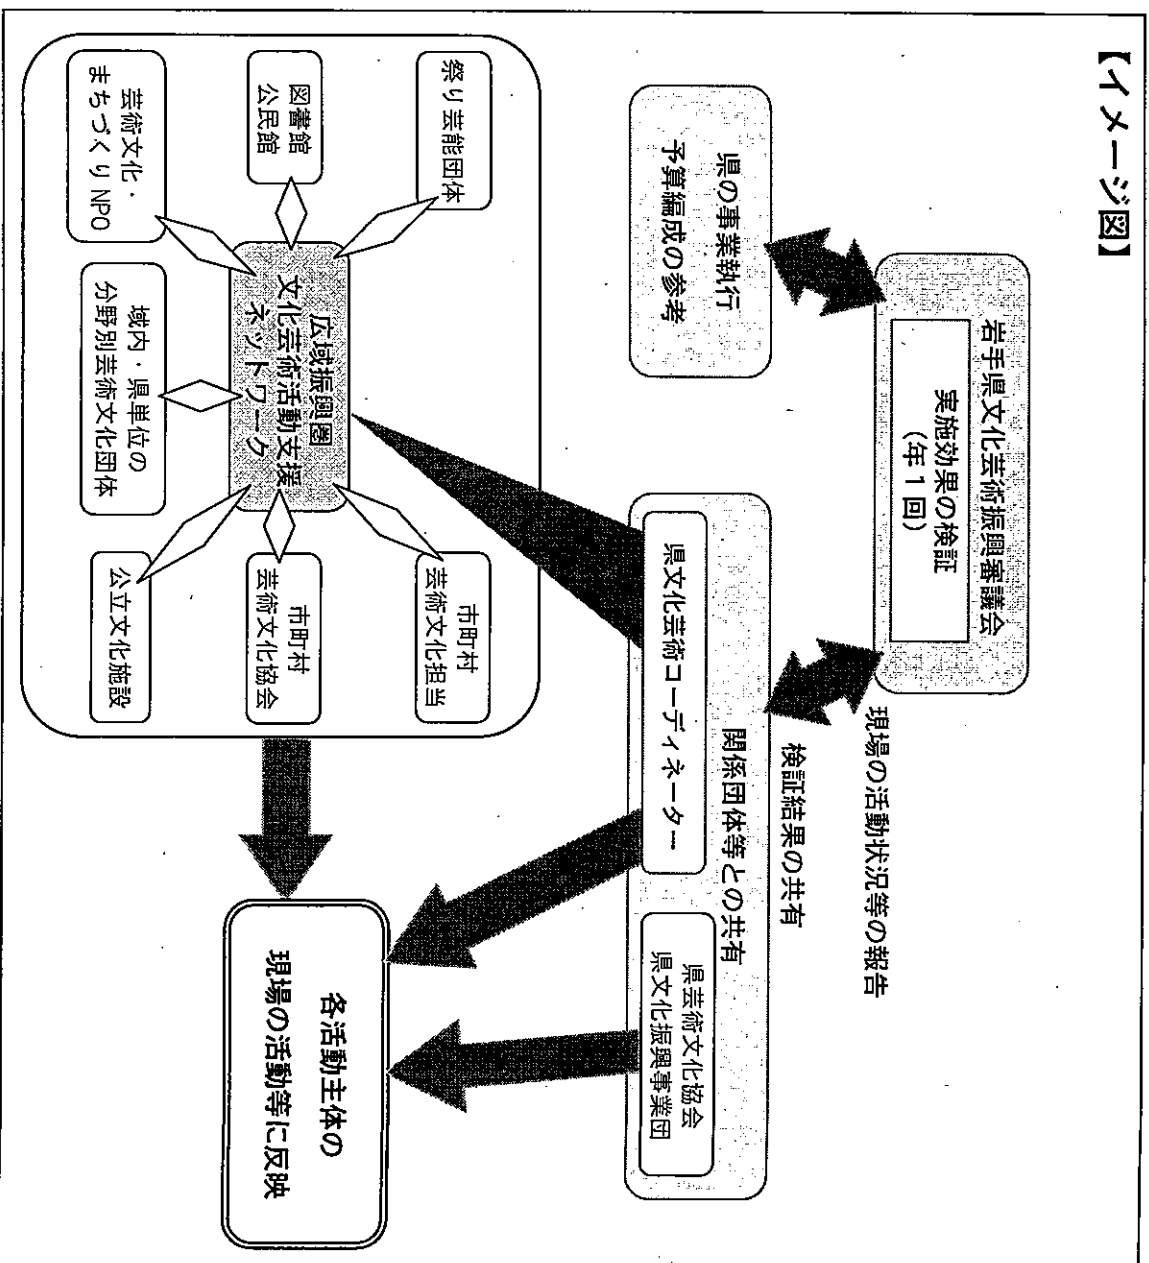 【イメージ図】
岩手県文化芸術振興審議会
実施効果の検証
（年１回）
県の事業執行
予算編成の参考
現場の活動状況等の報告
検証結果の共有
関係団体等との共有
県文化芸術コーディネーター
県芸術文化協会
県文化振興事業団
祭り芸能団体
図書館
公民館
芸術文化・
まちづくりNPO
広域振興圏
文化芸術活動支援
ネットワーク
域内・県単位の
分野別芸術文化団体
市町村
芸術文化担当
市町村
芸術文化協会
公立文化施設
各活動主体の
現場の活動等に反映